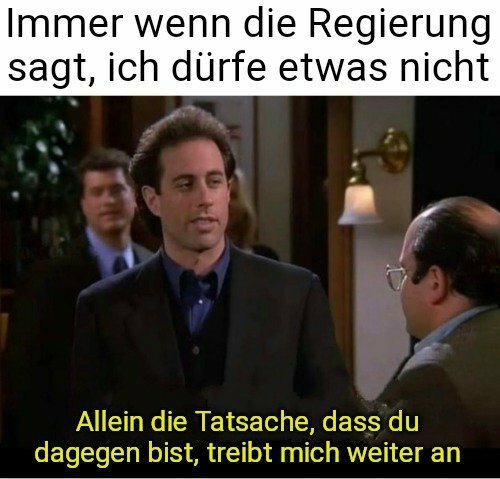 Immer wenn die Regierung
sagt, ich dürfe etwas nicht
Allein die Tatsache, dass du
dagegen bist, treibt mich weiter an